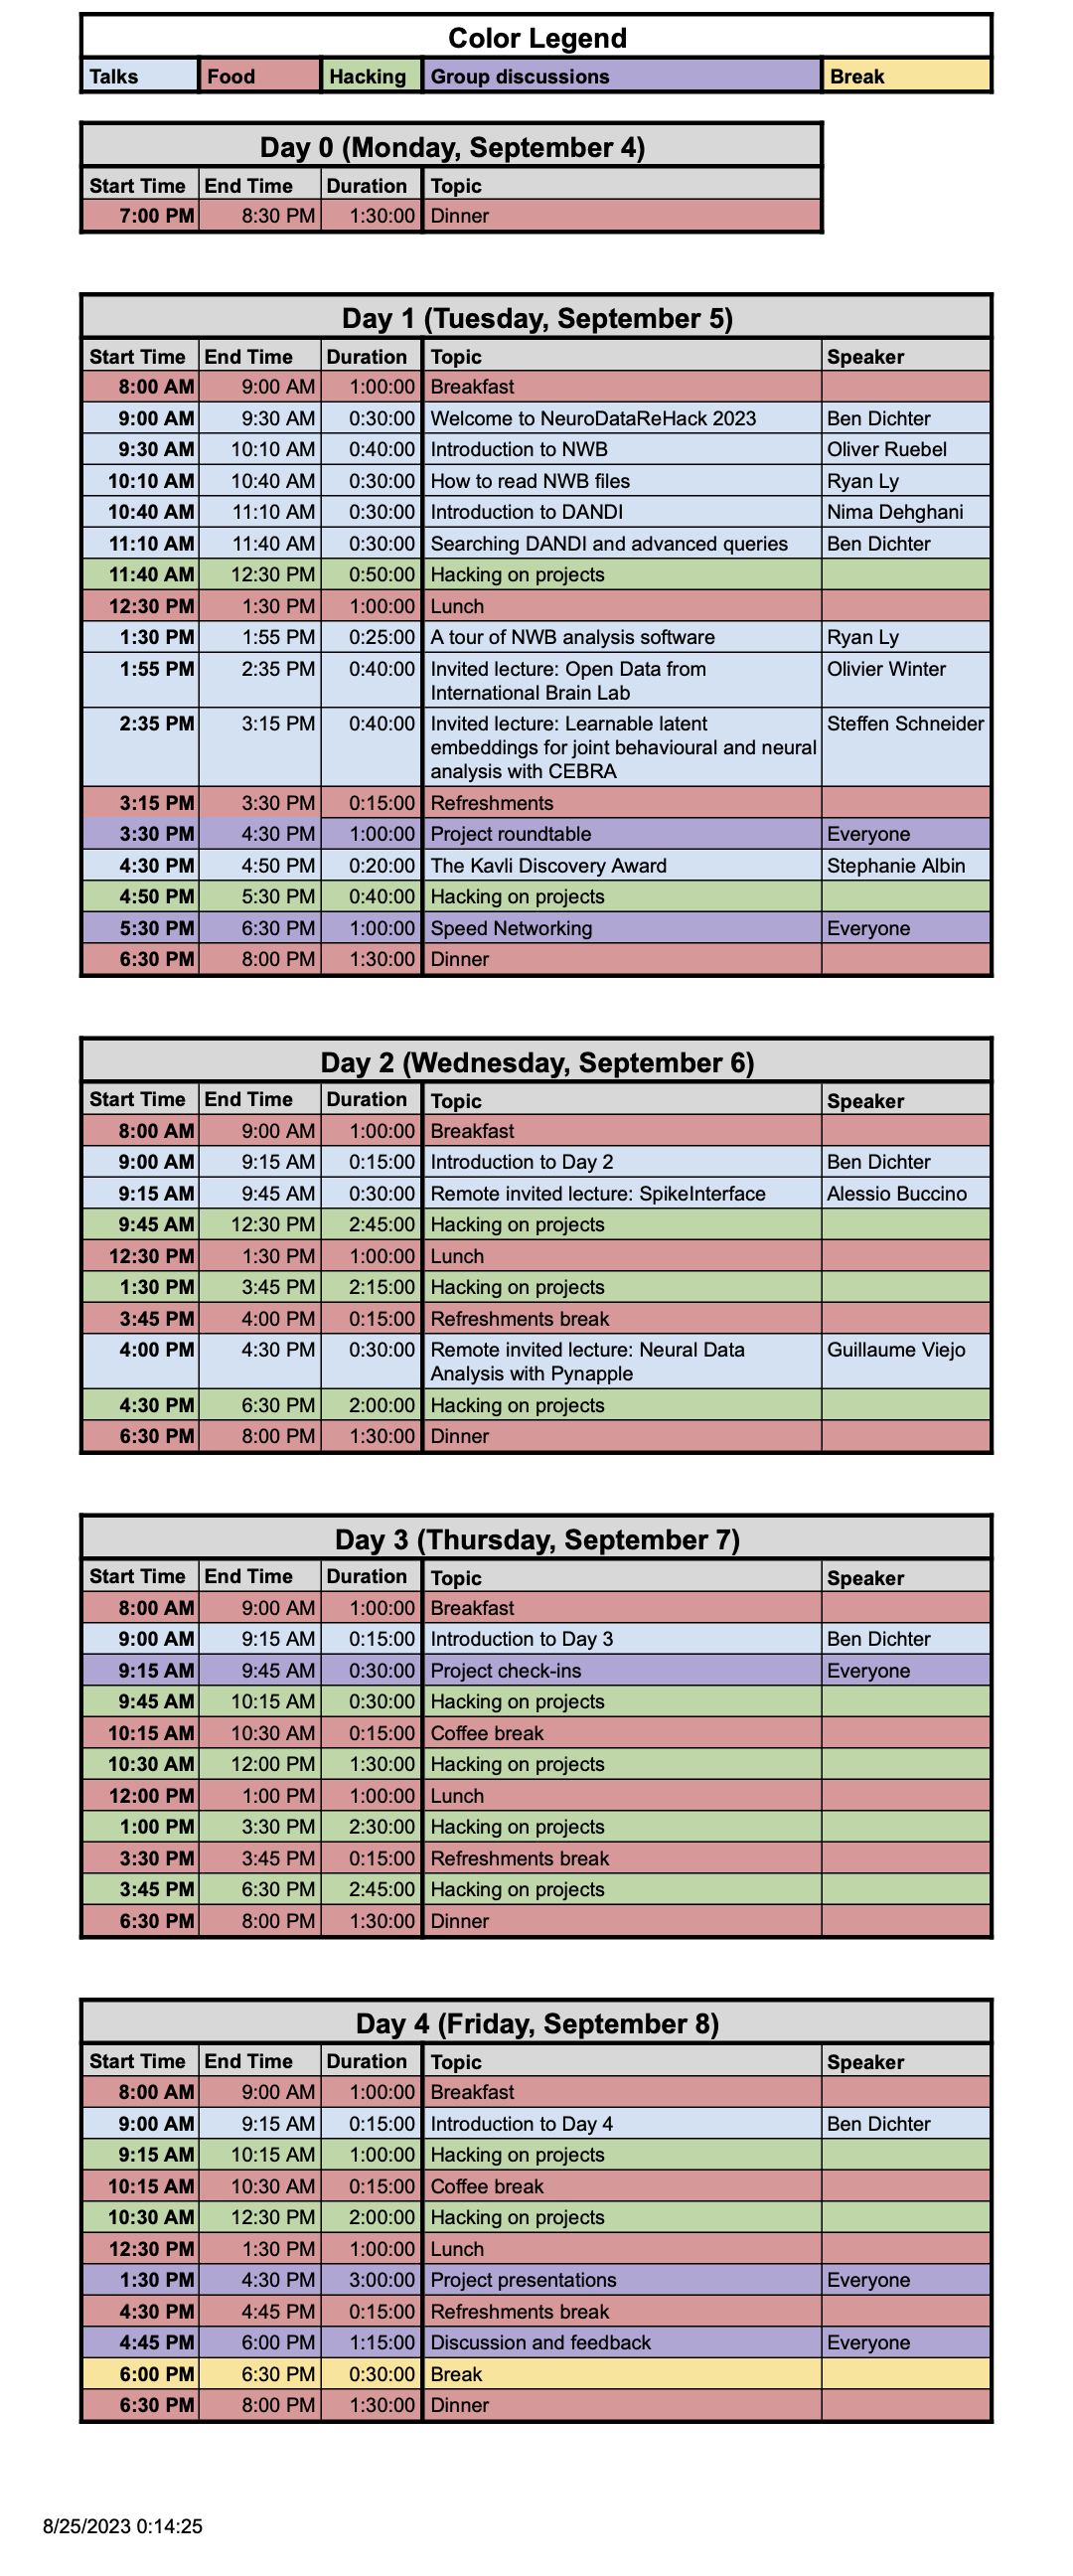 Color Legend
Talks Food Hacking Group discussions Break
Day 0 (Monday, September 4)
Start Time End Time Duration Topic
7:00 PM 8:30 PM 1:30:00 Dinner
Day 1 (Tuesday, September 5)
Start Time End Time Duration Topic Speaker
8:00 AM 9:00 AM 1:00:00 Breakfast
9:00 AM 9:30 AM 0:30:00 Welcome to NeuroDataReHack 2023 Ben Dichter
9:30 AM 10:10 AM 0:40:00 Introduction to NWB Oliver Ruebel
10:10 AM 10:40 AM 0:30:00 How to read NWB files Ryan Ly
10:40 AM 11:10 AM 0:30:00 Introduction to DANDI Nima Dehghani
11:10 AM 11:40 AM 0:30:00 Searching DANDI and advanced queries Ben Dichter
11:40 AM 12:30 PM 0:50:00 Hacking on projects
12:30 PM 1:30 PM 1:00:00 Lunch
1:30 PM 1:55 PM 0:25:00 A tour of NWB analysis software Ryan Ly
1:55 PM 2:35 PM 0:40:00 Invited lecture: Open Data from Olivier Winter
International Brain Lab
2:35 PM 3:15 PM 0:40:00 Invited lecture: Learnable latent Steffen Schneider
embeddings for joint behavioural and neural
analysis with CEBRA
3:15 PM 3:30 PM 0:15:00 Refreshments
3:30 PM 4:30 PM 1:00:00 Project roundtable Everyone
4:30 PM 4:50 PM 0:20:00 The Kavli Discovery Award Stephanie Albin
4:50 PM 5:30 PM 0:40:00 Hacking on projects
5:30 PM 6:30 PM 1:00:00 Speed Networking Everyone
6:30 PM 8:00 PM 1:30:00 Dinner
Day 2 (Wednesday, September 6)
Start Time End Time Duration Topic Speaker
8:00 AM 9:00 AM 1:00:00 Breakfast
9:00 AM 9:15 AM 0:15:00 Introduction to Day 2 Ben Dichter
9:15 AM 9:45 AM 0:30:00 Remote invited lecture: SpikeInterface Alessio Buccino
9:45 AM 12:30 PM 2:45:00 Hacking on projects
12:30 PM 1:30 PM 1:00:00 Lunch
1:30 PM 3:45 PM 2:15:00 Hacking on projects
3:45 PM 4:00 PM 0:15:00 Refreshments break
4:00 PM 4:30 PM 0:30:00 Remote invited lecture: Neural Data Guillaume Viejo
Analysis with Pynapple
4:30 PM 6:30 PM 2:00:00 Hacking on projects
6:30 PM 8:00 PM 1:30:00 Dinner
Day 3 (Thursday, September 7)
Start Time End Time Duration Topic Speaker
8:00 AM 9:00 AM 1:00:00 Breakfast
9:00 AM 9:15 AM 0:15:00 Introduction to Day 3 Ben Dichter
9:15 AM 9:45 AM 0:30:00 Project check-ins Everyone
9:45 AM 10:15 AM 0:30:00 Hacking on projects
10:15 AM 10:30 AM 0:15:00 Coffee break
10:30 AM 12:00 PM 1:30:00 Hacking on projects
12:00 PM 1:00 PM 1:00:00 Lunch
1:00 PM 3:30 PM 2:30:00 Hacking on projects
3:30 PM 3:45 PM 0:15:00 Refreshments break
3:45 PM 6:30 PM 2:45:00 Hacking on projects
6:30 PM 8:00 PM 1:30:00 Dinner
Day 4 (Friday, September 8)
Start Time End Time Duration Topic Speaker
8:00 AM 9:00 AM 1:00:00 Breakfast
9:00 AM 9:15 AM 0:15:00 Introduction to Day 4 Ben Dichter
9:15 AM 10:15 AM 1:00:00 Hacking on projects
10:15 AM 10:30 AM 0:15:00 Coffee break
10:30 AM 12:30 PM 2:00:00 Hacking on projects
12:30 PM 1:30 PM 1:00:00 Lunch
1:30 PM 4:30 PM 3:00:00 Project presentations Everyone
4:30 PM 4:45 PM 0:15:00 Refreshments break
4:45 PM 6:00 PM 1:15:00 Discussion and feedback Everyone
6:00 PM 6:30 PM 0:30:00 Break
6:30 PM 8:00 PM 1:30:00 Dinner
8/25/2023 0:14:25